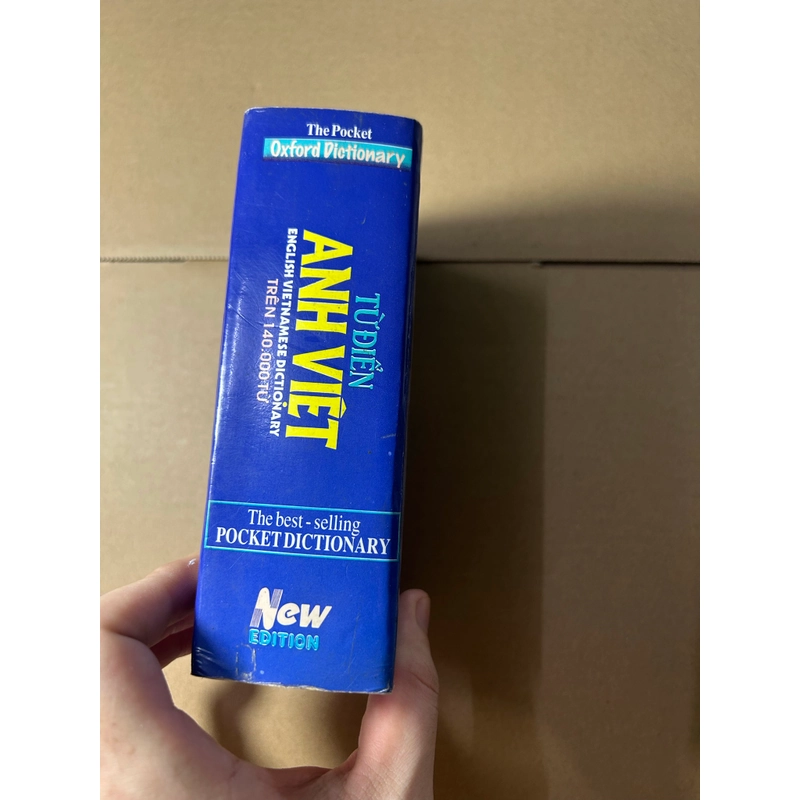 The Pocket
Oxford Dictionary
TỪ ĐIỂN
ANH VIỆT
ENGLISH VIETNAMESE DICTIONARY
TRÊN 140.000 TỪ
The best - selling
POCKET DICTIONARY
New
EDITION